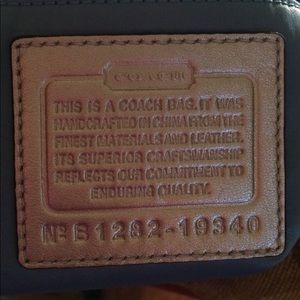 COACH
THIS IS A COACH BAG. IT WAS
HANDCRAFTED IN CHINA FROM THE
FINEST MATERIALS AND LEATHER.
ITS SUPERIOR CRAFTSMANSHIP
REFLECTS OUR COMMITMENT TO
ENDURING QUALITY.
Nº B1282-19340